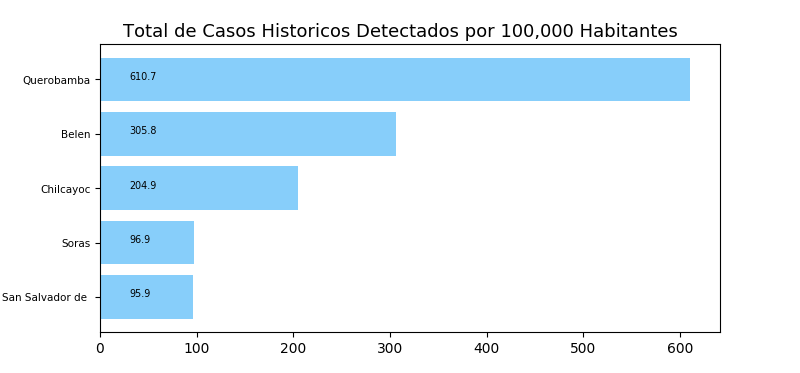 Total de Casos Historicos Detectados por 100,000 Habitantes
Querobamba
610.7
Belen
305.8
Chilcayoc
204.9
Soras
96.9
San Salvador de
95.9
0 100 200 300 400 500 600